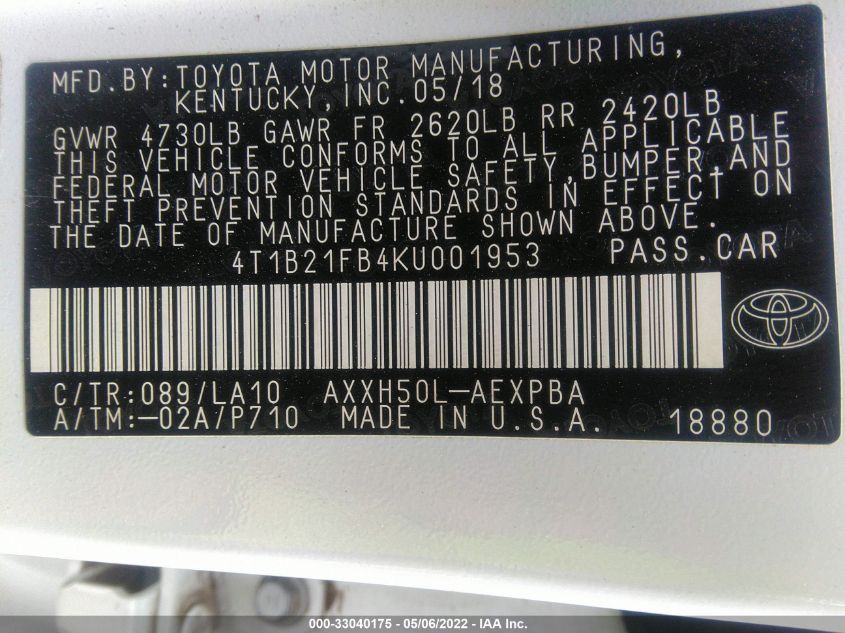 MFD.BY:TOYOTA MOTOR MANUFACTURING,
KENTUCKY,INC.05/18
GVWR 4730LB GAWR FR 2620LB RR 2420LB
THIS VEHICLE CONFORMS TO ALL APPLICABLE
FEDERAL MOTOR VEHICLE SAFETY,BUMPER,AND
THEFT PREVENTION STANDARDS IN EFFECT ON
THE DATE OF MANUFACTURE SHOWN ABOVE.
4T1B21FB4KU001953 PASS.CAR
C/TR:089/LA10 AXXH50L-AEXPBA
A/TM:-02A/P710 MADE IN U.S.A. 18880
000-33040175 - 05/06/2022 - IAA Inc.